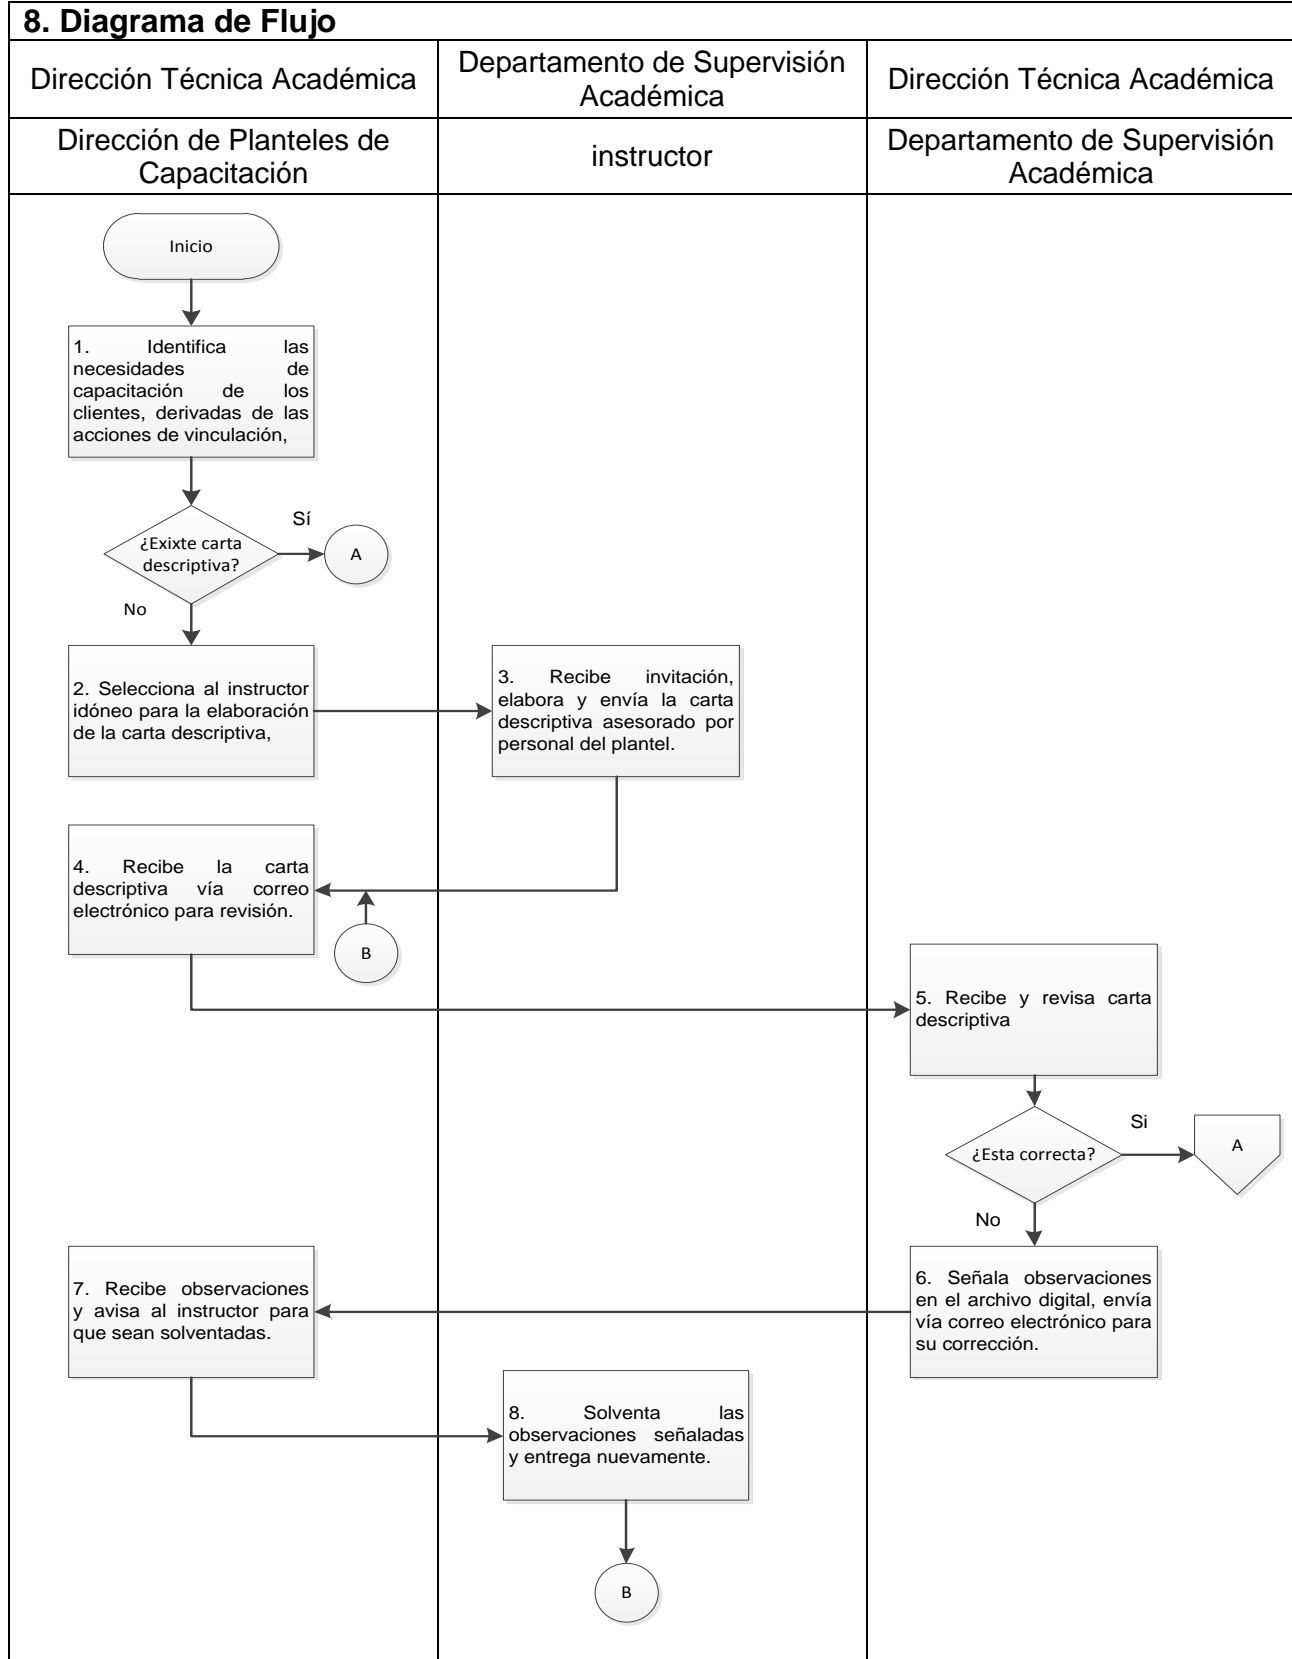 8. Diagrama de Flujo
Dirección Técnica Académica
Departamento de Supervisión
Académica
Dirección Técnica Académica
Dirección de Planteles de
Capacitación
instructor
Departamento de Supervisión
Académica
Inicio
1. Identifica las
necesidades de
capacitación de los
clientes, derivadas de las
acciones de vinculación,
¿Exixte carta
descriptiva?
Sí
A
No
2. Selecciona al instructor
idóneo para la elaboración
de la carta descriptiva,
3. Recibe invitación,
elabora y envía la carta
descriptiva asesorado por
personal del plantel.
4. Recibe la carta
descriptiva vía correo
electrónico para revisión.
B
5. Recibe y revisa carta
descriptiva
¿Esta correcta?
Si
A
No
6. Señala observaciones
en el archivo digital, envía
vía correo electrónico para
su corrección.
7. Recibe observaciones
y avisa al instructor para
que sean solventadas.
8. Solventa las
observaciones señaladas
y entrega nuevamente.
B